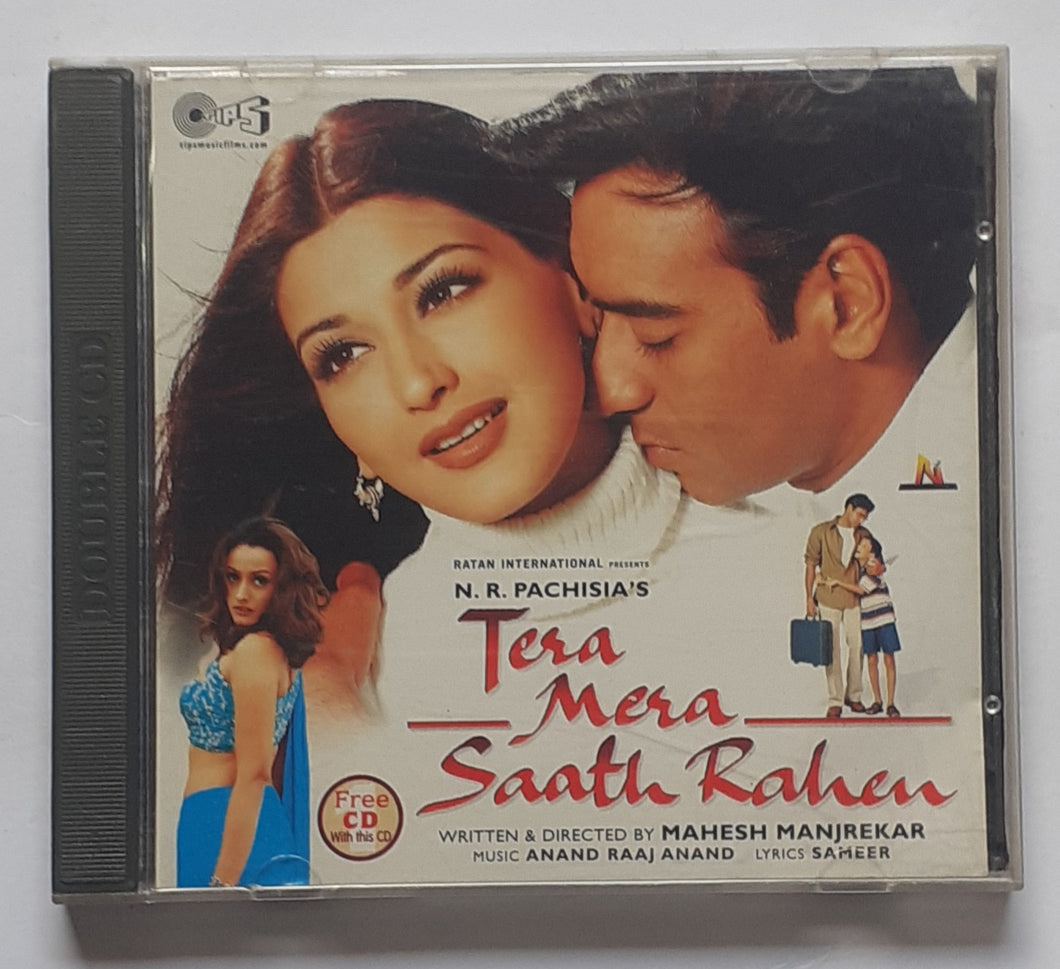 TIPS
tipsmusicfilms.com
DOUBLE CD
RATAN INTERNATIONAL PRESENTS
N. R. PACHISIA'S
Tera
Mera
Saath Rahen
Free
CD
With this CD
WRITTEN & DIRECTED BY MAHESH MANJREKAR
MUSIC ANAND RAAJ ANAND LYRICS SAMEER